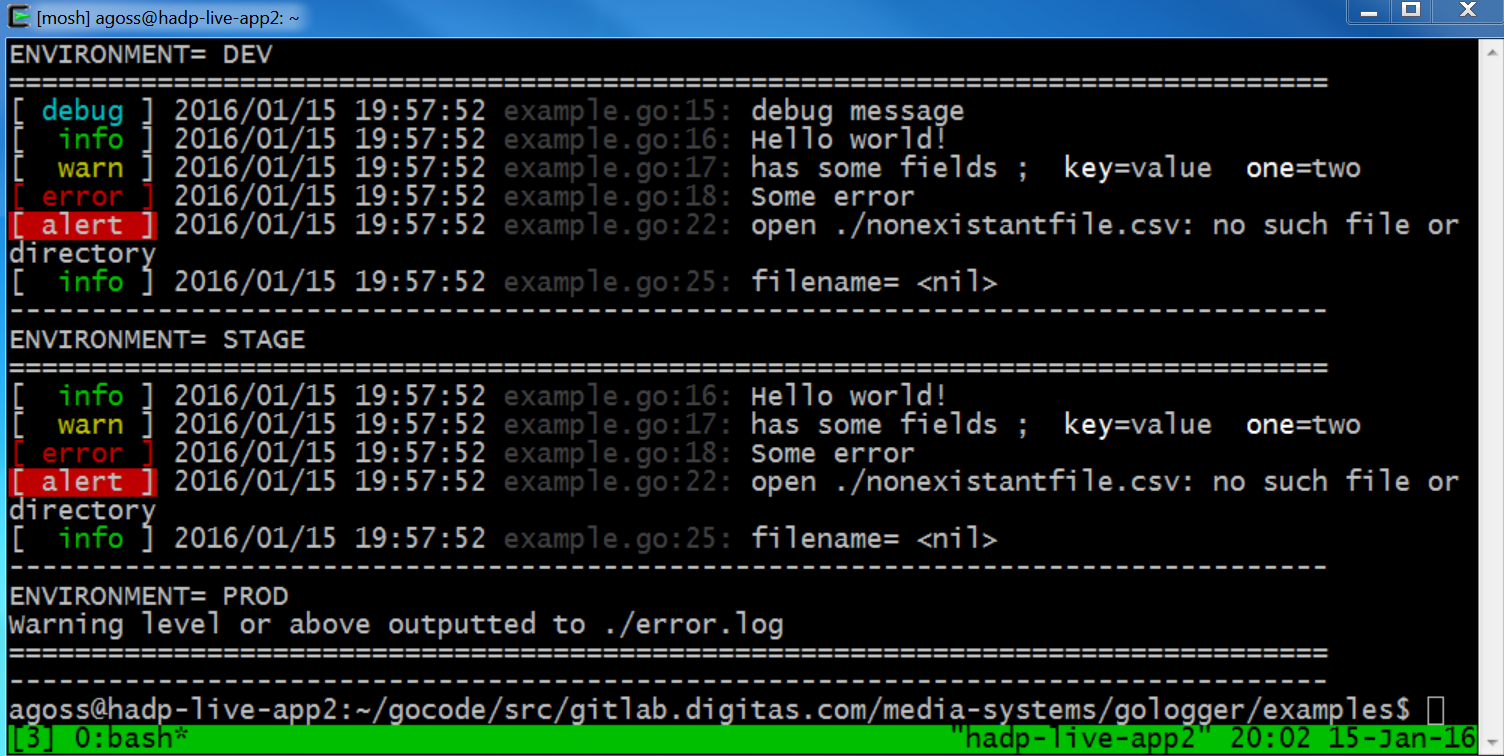 [mosh] agoss@hadp-live-app2: ~
ENVIRONMENT= DEV
================================================================================
[ debug ] 2016/01/15 19:57:52 example.go:15: debug message
[  info ] 2016/01/15 19:57:52 example.go:16: Hello world!
[  warn ] 2016/01/15 19:57:52 example.go:17: has some fields ;  key=value  one=two
[ error ] 2016/01/15 19:57:52 example.go:18: Some error
[ alert ] 2016/01/15 19:57:52 example.go:22: open ./nonexistantfile.csv: no such file or
directory
[  info ] 2016/01/15 19:57:52 example.go:25: filename= <nil>
--------------------------------------------------------------------------------
ENVIRONMENT= STAGE
================================================================================
[  info ] 2016/01/15 19:57:52 example.go:16: Hello world!
[  warn ] 2016/01/15 19:57:52 example.go:17: has some fields ;  key=value  one=two
[ error ] 2016/01/15 19:57:52 example.go:18: Some error
[ alert ] 2016/01/15 19:57:52 example.go:22: open ./nonexistantfile.csv: no such file or
directory
[  info ] 2016/01/15 19:57:52 example.go:25: filename= <nil>
--------------------------------------------------------------------------------
ENVIRONMENT= PROD
Warning level or above outputted to ./error.log
================================================================================
--------------------------------------------------------------------------------
agoss@hadp-live-app2:~/gocode/src/gitlab.digitas.com/media-systems/gologger/examples$
[3] 0:bash* "hadp-live-app2" 20:02 15-Jan-16